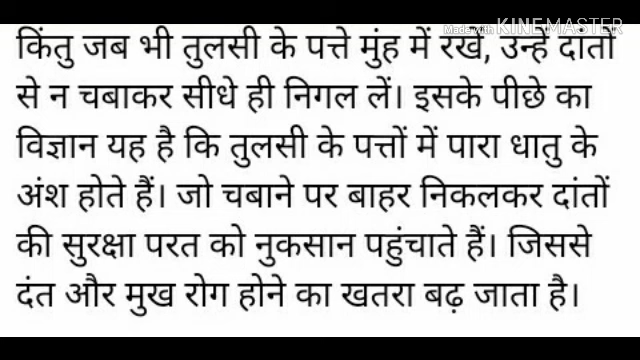 Made with KINEMASTER
किंतु जब भी तुलसी के पत्ते मुंह में रखें, उन्हें दांतों
से न चबाकर सीधे ही निगल लें। इसके पीछे का
विज्ञान यह है कि तुलसी के पत्तों में पारा धातु के
अंश होते हैं। जो चबाने पर बाहर निकलकर दांतों
की सुरक्षा परत को नुकसान पहुंचाते हैं। जिससे
दंत और मुख रोग होने का खतरा बढ़ जाता है।